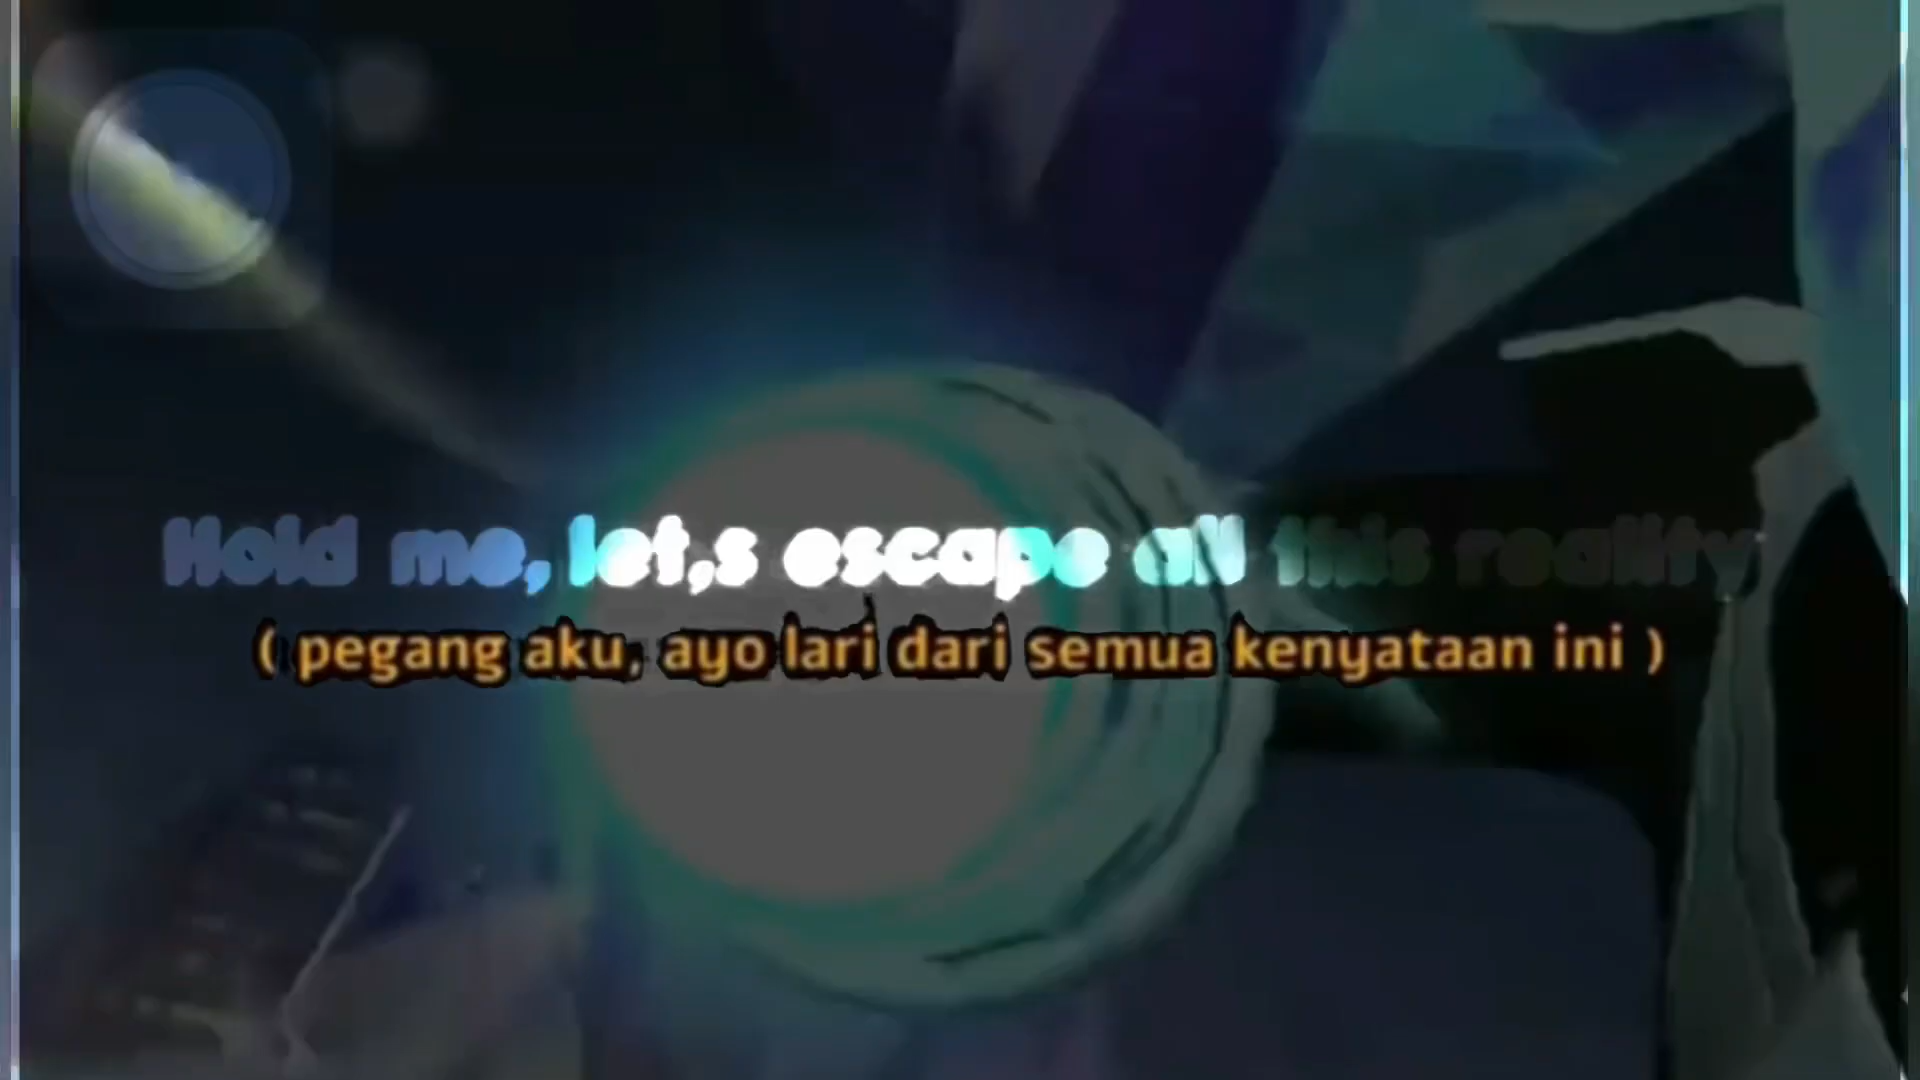 Hold me, let,s escape all this reality
( pegang aku, ayo lari dari semua kenyataan ini )